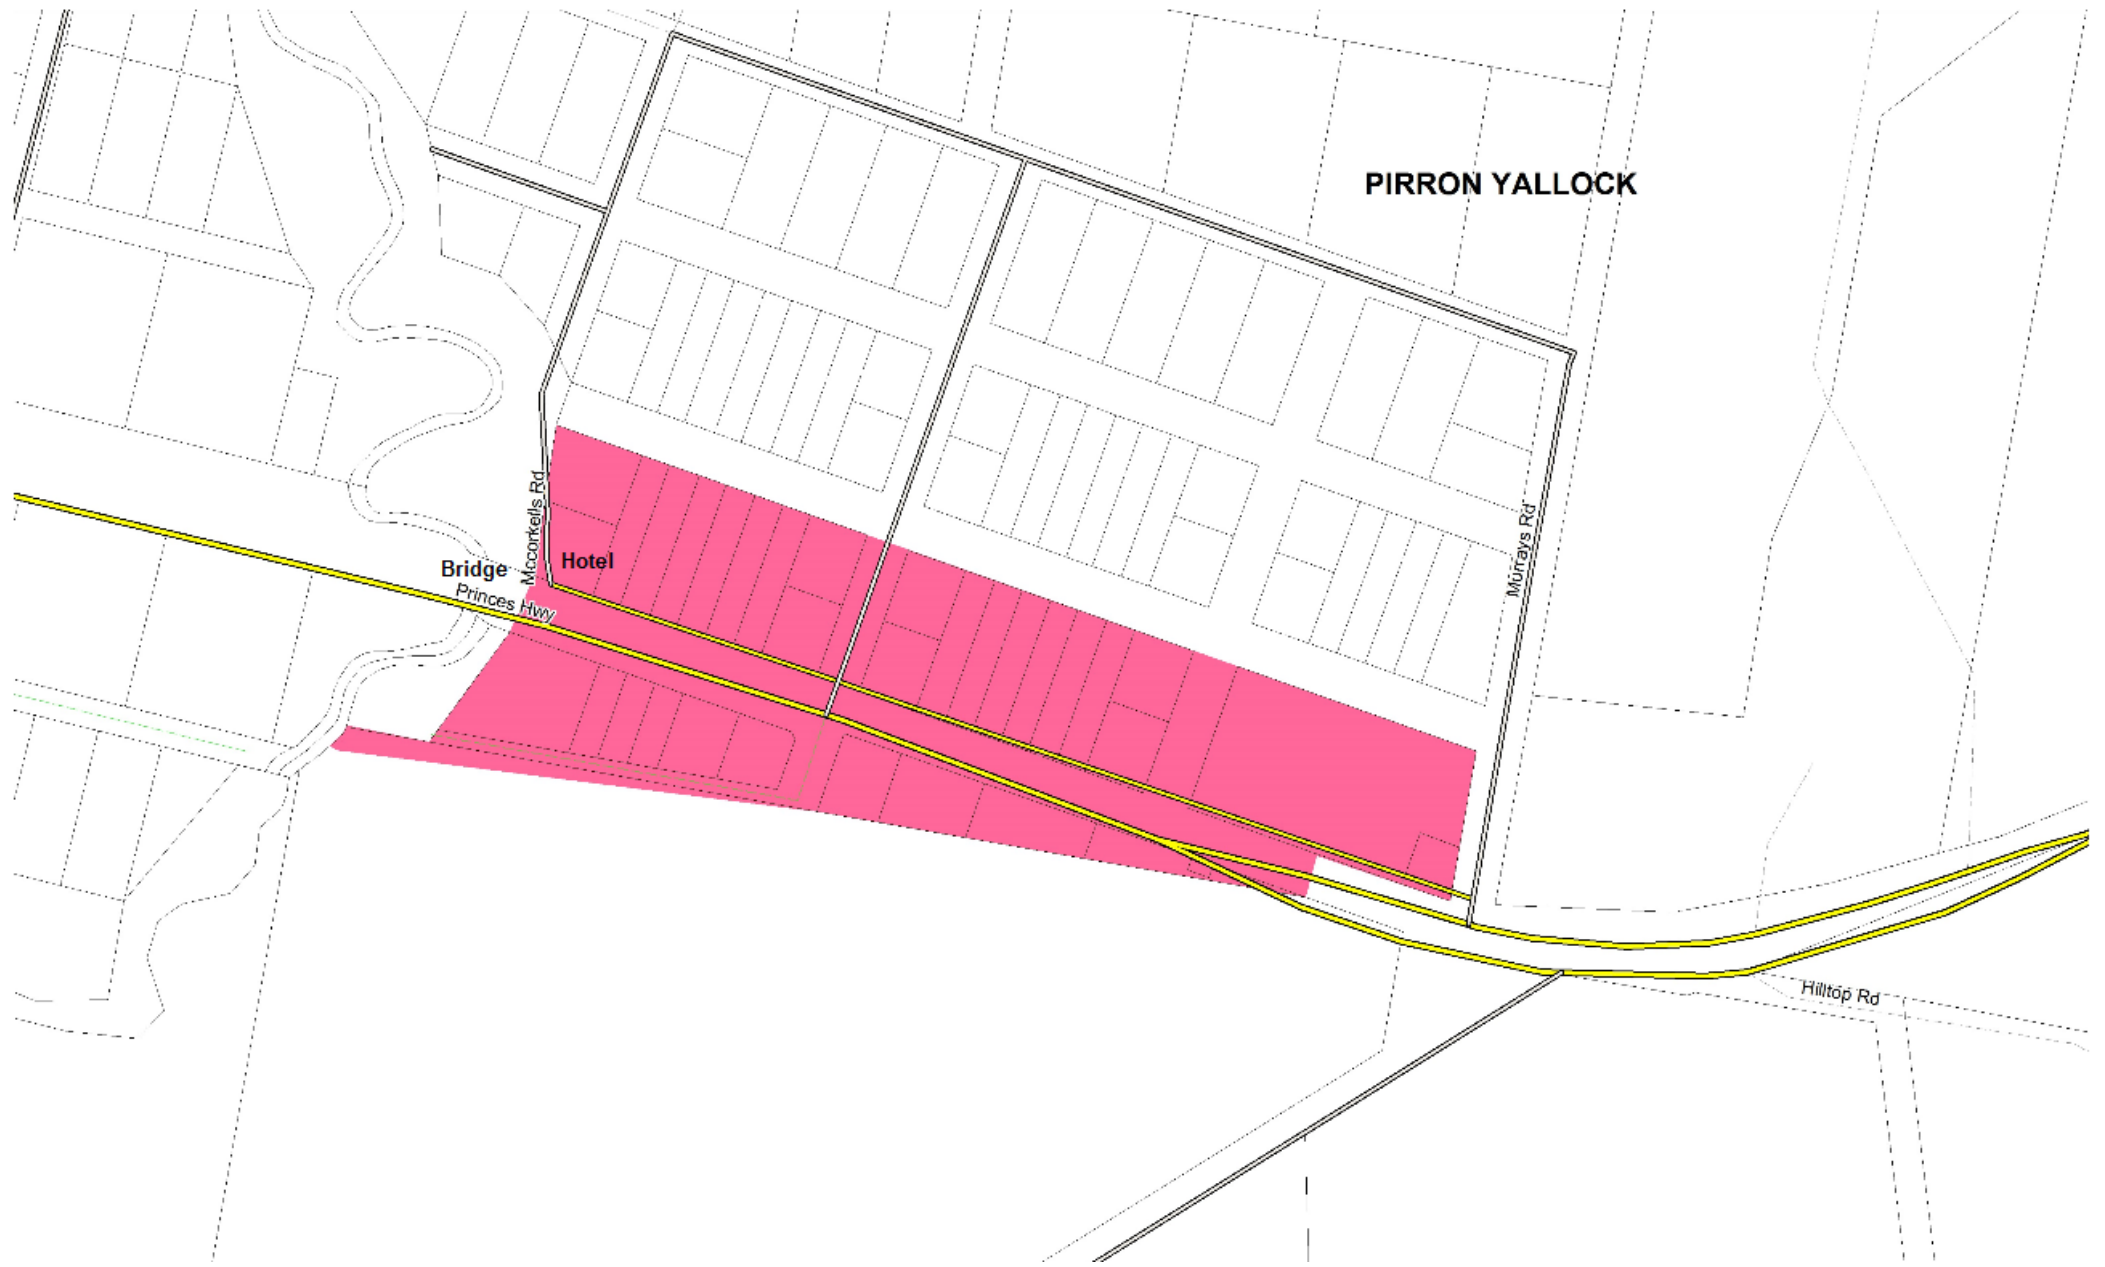 PIRRON YALLOCK
Mccorkells Rd
Hotel
Bridge
Princes Hwy
Murrays Rd
Hilltop Rd